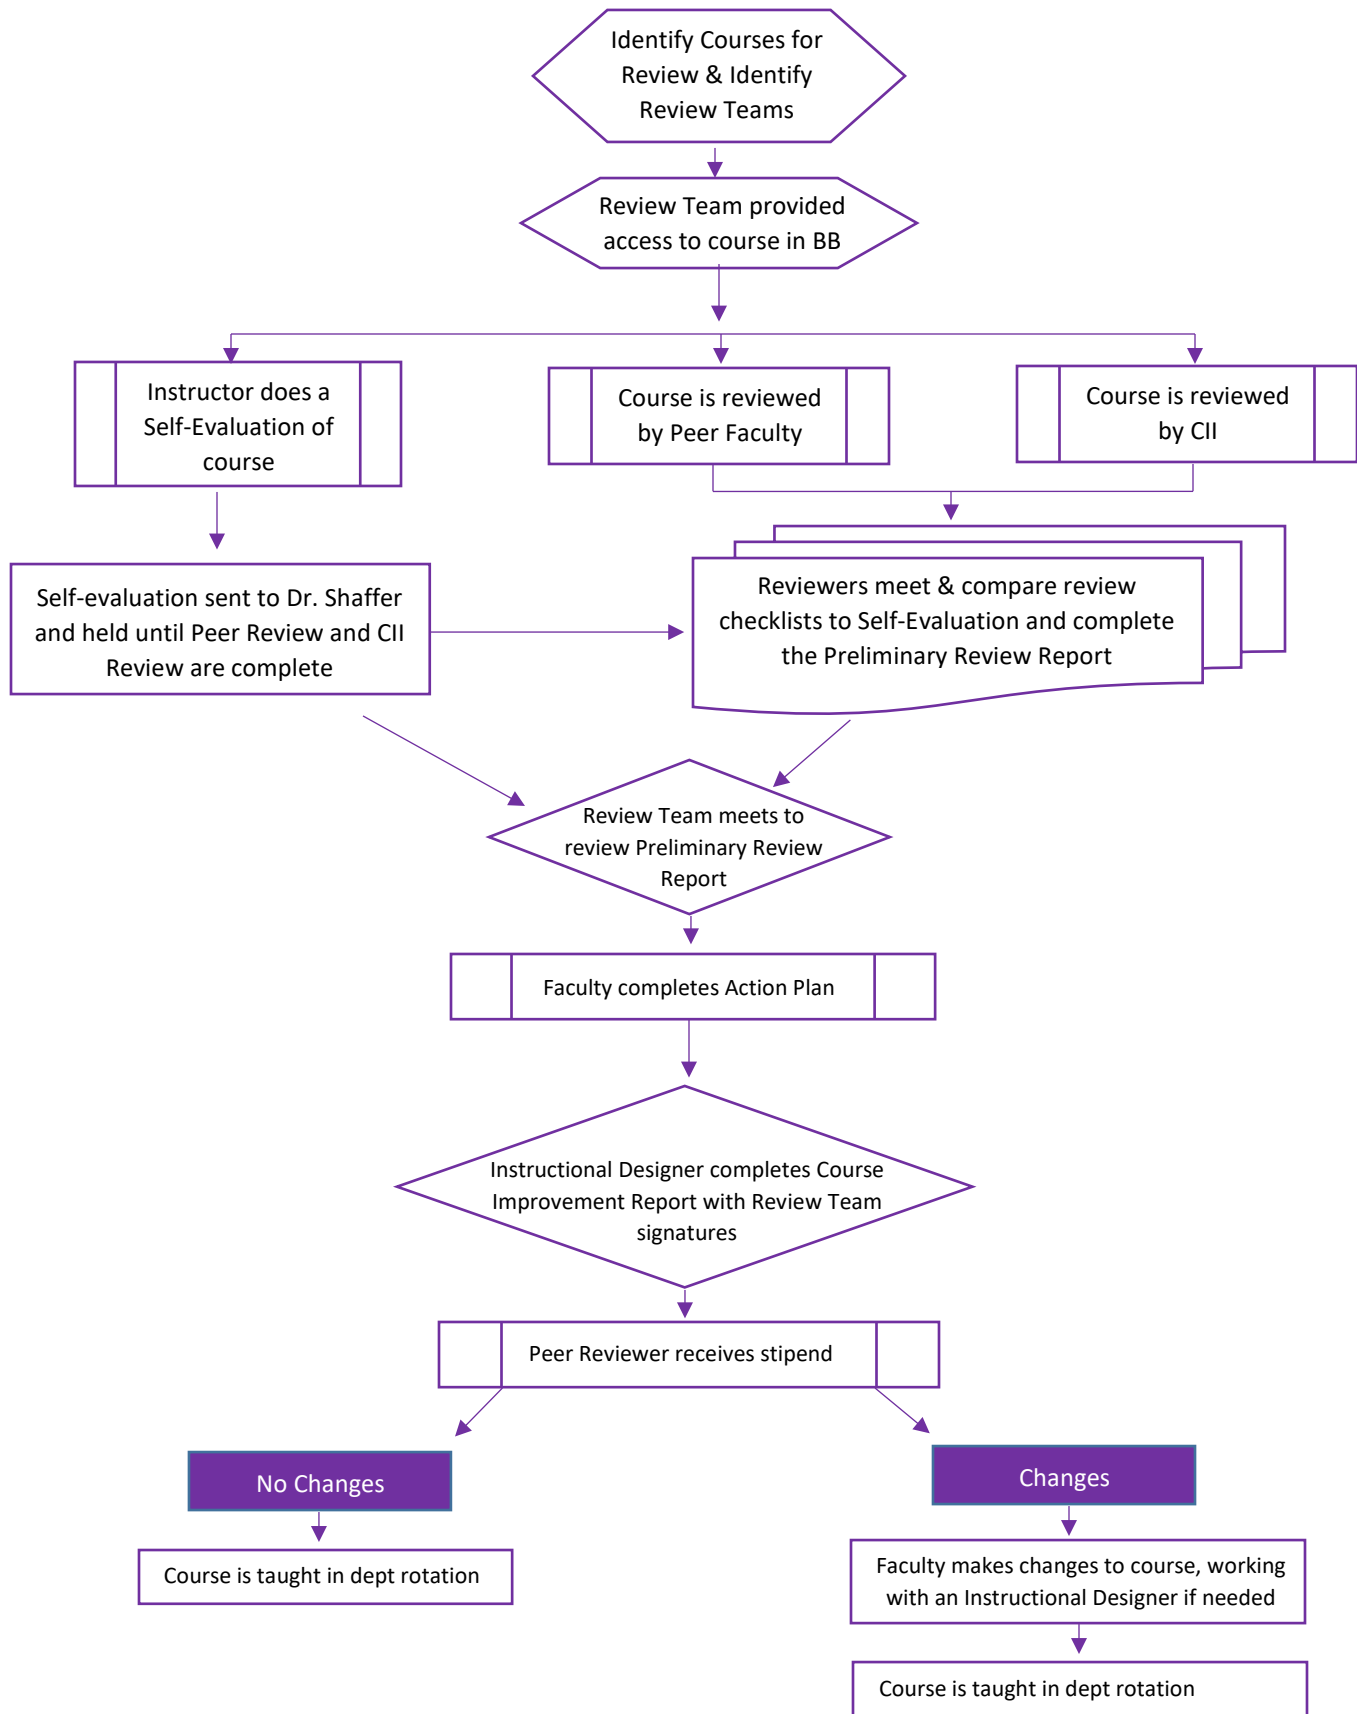 Identify Courses for
Review & Identify
Review Teams
Review Team provided
access to course in BB
Instructor does a
Self-Evaluation of
course
Course is reviewed
by Peer Faculty
Course is reviewed
by CII
Self-evaluation sent to Dr. Shaffer
and held until Peer Review and CII
Review are complete
Reviewers meet & compare review
checklists to Self-Evaluation and complete
the Preliminary Review Report
Review Team meets to
review Preliminary Review
Report
Faculty completes Action Plan
Instructional Designer completes Course
Improvement Report with Review Team
signatures
Peer Reviewer receives stipend
No Changes
Course is taught in dept rotation
Changes
Faculty makes changes to course, working
with an Instructional Designer if needed
Course is taught in dept rotation